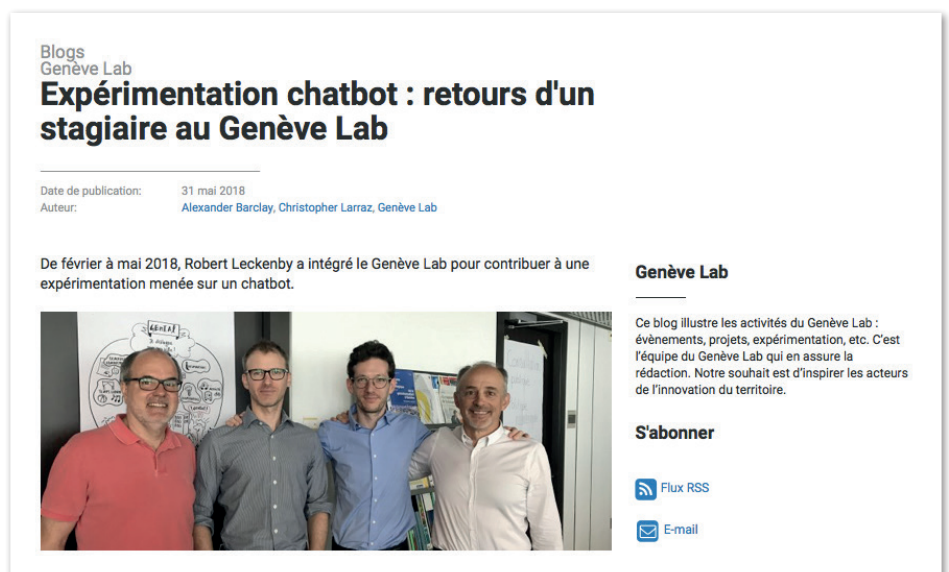 Blogs
Genève Lab
Expérimentation chatbot : retours d'un
stagiaire au Genève Lab
Date de publication: 31 mai 2018
Auteur: Alexander Barclay, Christopher Larraz, Genève Lab
De février à mai 2018, Robert Leckenby a intégré le Genève Lab pour contribuer à une
expérimentation menée sur un chatbot.
Genève Lab
Ce blog illustre les activités du Genève Lab :
évènements, projets, expérimentation, etc. C'est
l'équipe du Genève Lab qui en assure la
rédaction. Notre souhait est d'inspirer les acteurs
de l'innovation du territoire.
S'abonner
Flux RSS
E-mail